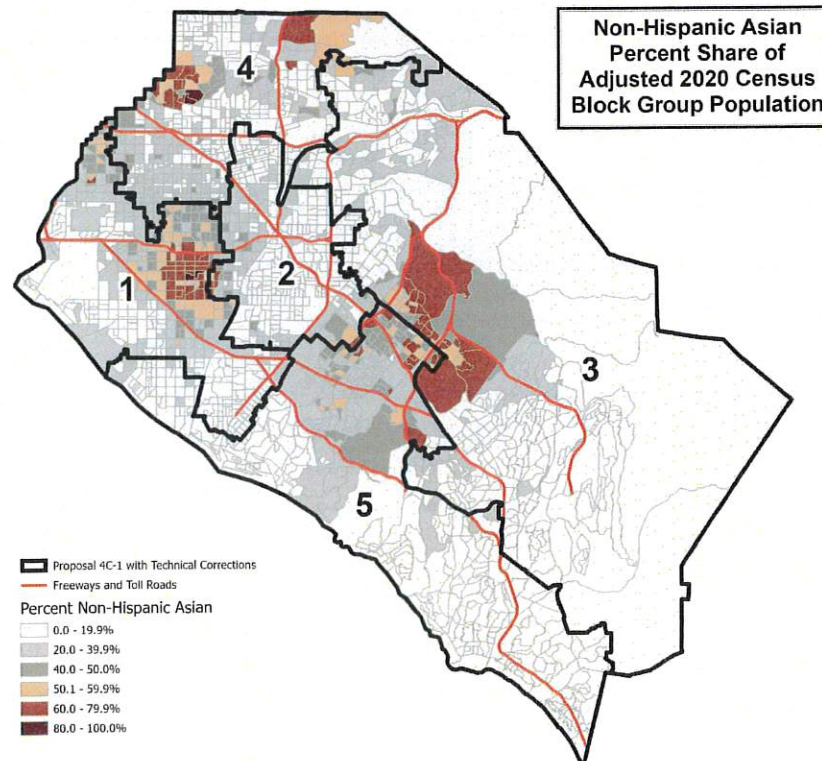 Non-Hispanic Asian
Percent Share of
Adjusted 2020 Census
Block Group Population
4
2
1
3
5
Proposal 4C-1 with Technical Corrections
Freeways and Toll Roads
Percent Non-Hispanic Asian
0.0 - 19.9%
20.0 - 39.9%
40.0 - 50.0%
50.1 - 59.9%
60.0 - 79.9%
80.0 - 100.0%